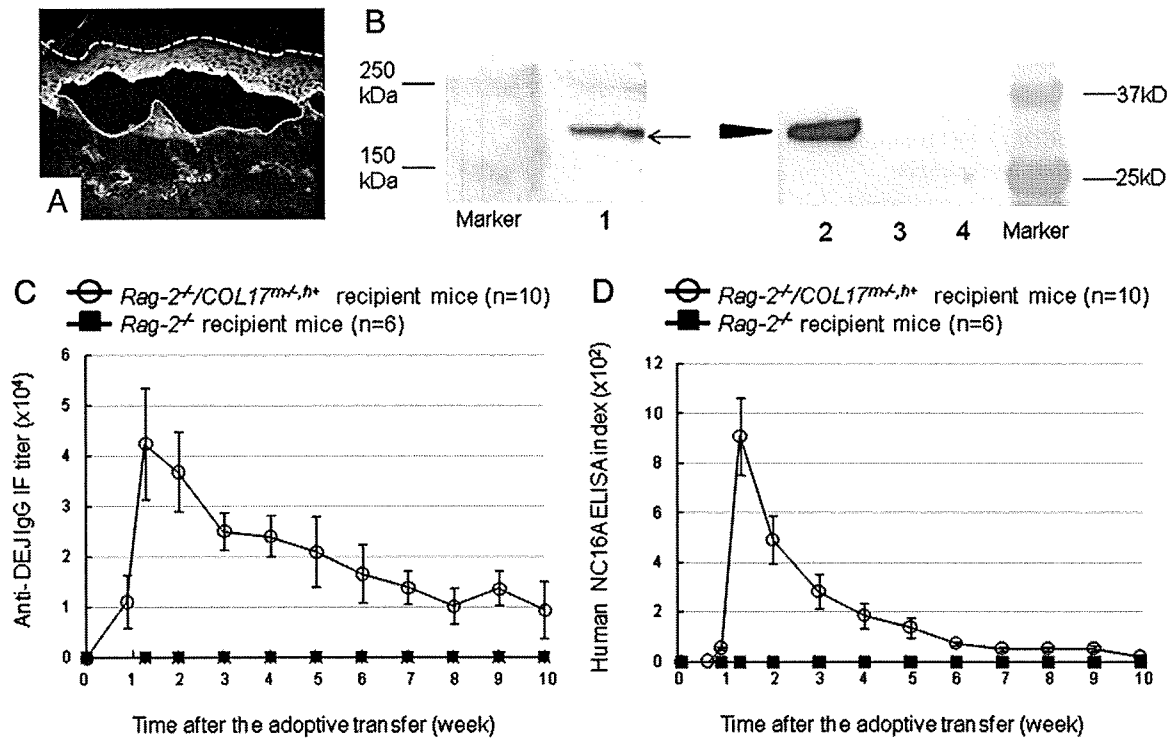 A
B
250
kDa
150
kDa
Marker
1
2
3
4
Marker
37kD
25kD
C
Rag-2-/-/COL17m-/-,h+ recipient mice (n=10)
Rag-2-/- recipient mice (n=6)
Anti-DEJ IgG IF titer (x10⁴)
6
5
4
3
2
1
0
0 1 2 3 4 5 6 7 8 9 10
Time after the adoptive transfer (week)
D
Rag-2-/-/COL17m-/-,h+ recipient mice (n=10)
Rag-2-/- recipient mice (n=6)
Human NC16A ELISA index (x10²)
12
10
8
6
4
2
0
0 1 2 3 4 5 6 7 8 9 10
Time after the adoptive transfer (week)